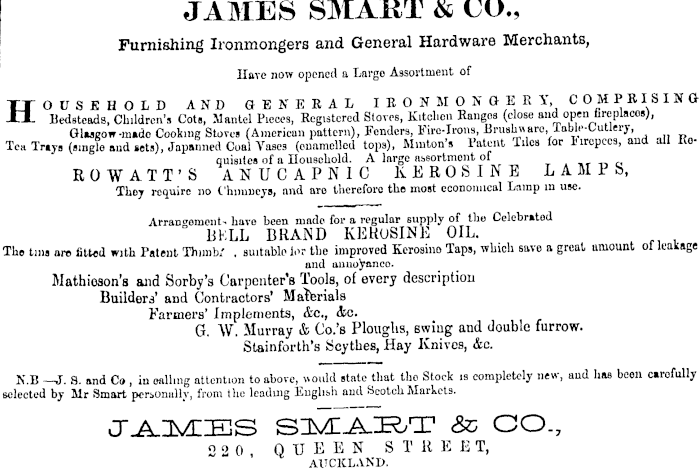 JAMES SMART & CO.,
Furnishing Ironmongers and General Hardware Merchants,
Have now opened a Large Assortment of
HOUSEHOLD AND GENERAL IRONMONGERY, COMPRISING
Bedsteads, Children's Cots, Mantel Pieces, Registered Stoves, Kitchen Ranges (close and open fireplaces),
Glasgow-made Cooking Stoves (American pattern), Fenders, Fire-Irons, Brushware, Table-Cutlery,
Tea Trays (single and sets), Japanned Coal Vases (enamelled tops), Minton's Patent Tiles for Firepces, and all Re-
quisites of a Household. A large assortment of
ROWATT'S ANUCAPNIC KEROSINE LAMPS,
They require no Chimneys, and are therefore the most economical Lamp in use.
Arrangements have been made for a regular supply of the Celebrated
BELL BRAND KEROSINE OIL.
The tins are fitted with Patent , suitable for the improved Kerosine Taps, which save a great amount of leakage
and annoyance.
Mathieson's and Sorby's Carpenter's Tools, of every description
Builders' and Contractors' Materials
Farmers' Implements, &c., &c.
G. W. Murray & Co.'s Ploughs, swing and double furrow.
Stainforth's Scythes, Hay Knives, &c.
N.B —J. S. and Co, in calling attention to above, would state that the Stock is completely new, and has been carefully
selected by Mr Smart personally, from the leading English and Scotch Markets.
JAMES SMART & CO.,
220, QUEEN STREET,
AUCKLAND.